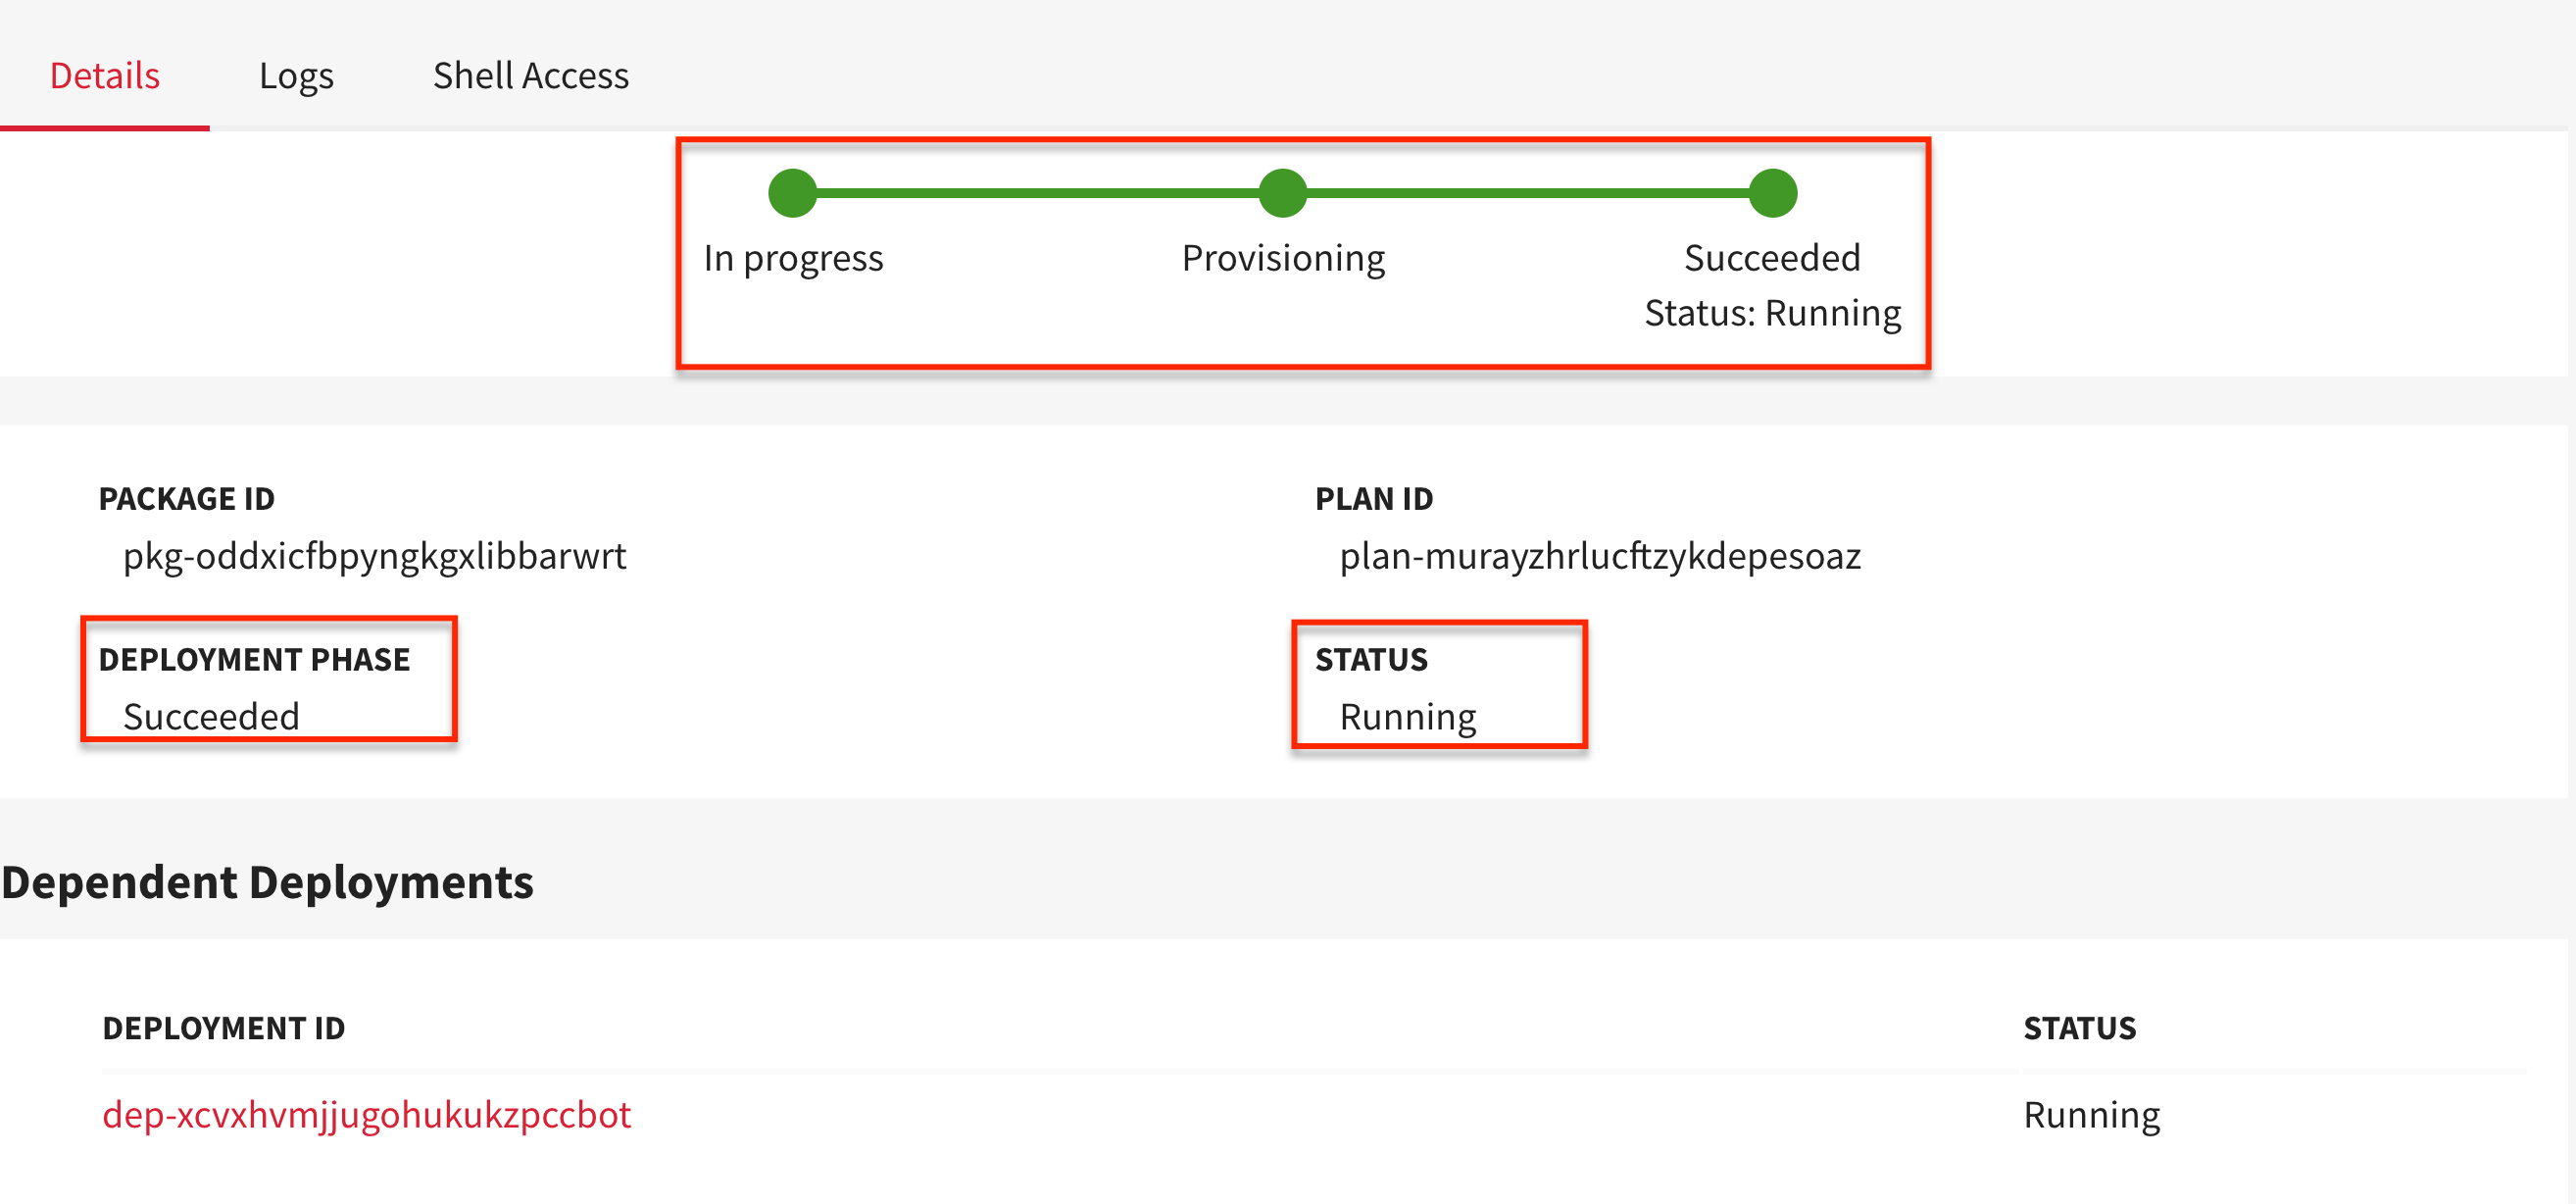 Details Logs Shell Access
In progress Provisioning Succeeded
Status: Running
PACKAGE ID PLAN ID
pkg-oddxicfbpyngkgxlibbarwrt plan-murayzhrlucftzykdepesoaz
DEPLOYMENT PHASE STATUS
Succeeded Running
Dependent Deployments
DEPLOYMENT ID STATUS
dep-xcvxhvmjjugohukukzpccbot Running